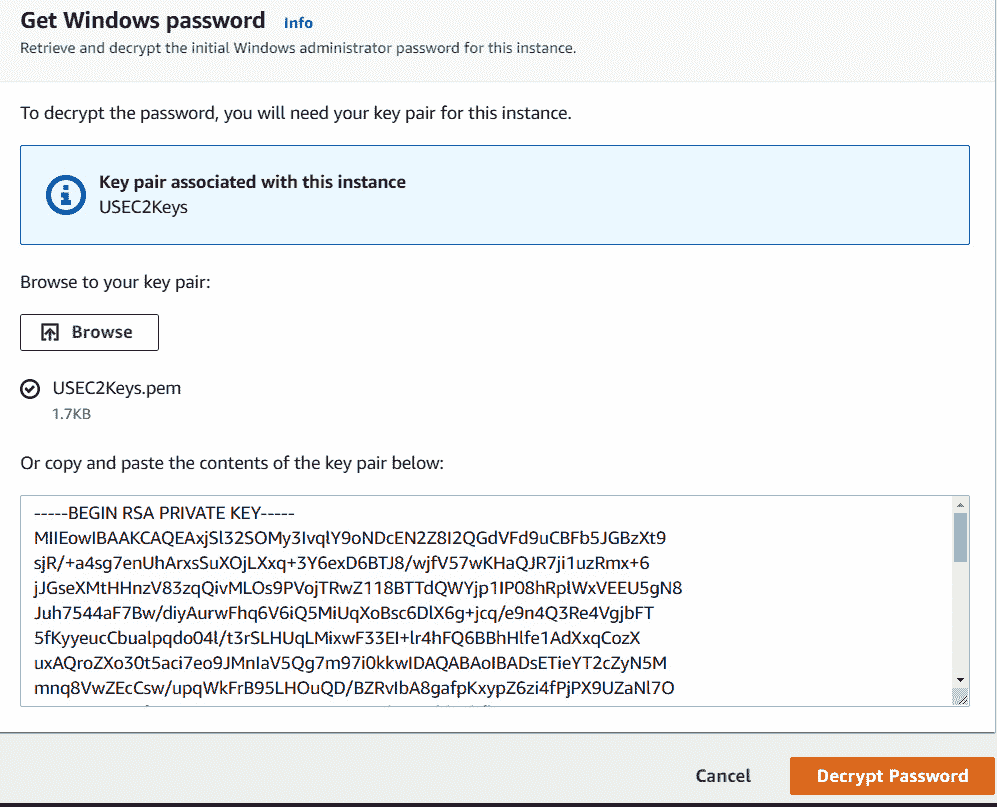 Get Windows password Info
Retrieve and decrypt the initial Windows administrator password for this instance.
To decrypt the password, you will need your key pair for this instance.
Key pair associated with this instance
USEC2Keys
Browse to your key pair:
Browse
USEC2Keys.pem
1.7KB
Or copy and paste the contents of the key pair below:
-----BEGIN RSA PRIVATE KEY-----
MIIEowIBAAKCAQEAxjSl32SOMy3IvqlY9oNDcEN2Z8I2QGdVFd9uCBFb5JGBzXt9
sjR/+a4sg7enUhArxsSuXOjLXxq+3Y6exD6BTJ8/wjfV57wKHaQJR7ji1uzRmx+6
jJGseXMtHHnzV83zqQivMLOs9PVojTRwZ118BTTdQWYjp1IP08hRplWxVEEU5gN8
Juh7544aF7Bw/diyAurwFhq6V6iQ5MiUqXoBsc6DlX6g+jcq/e9n4Q3Re4VgjbFT
5fKyyeucCbualpqdo04l/t3rSLHUqLMixwF33EI+lr4hFQ6BBhHlfe1AdXxqCozX
uxAQroZXo30t5aci7eo9JMnIaV5Qg7m97i0kkwIDAQABAoIBADsETieYT2cZyN5M
mnq8VwZEcCsw/upqWkFrB95LHOuQD/BZRvIbA8gafpKxypZ6zi4fPjPX9UZaNl7O
Cancel
Decrypt Password